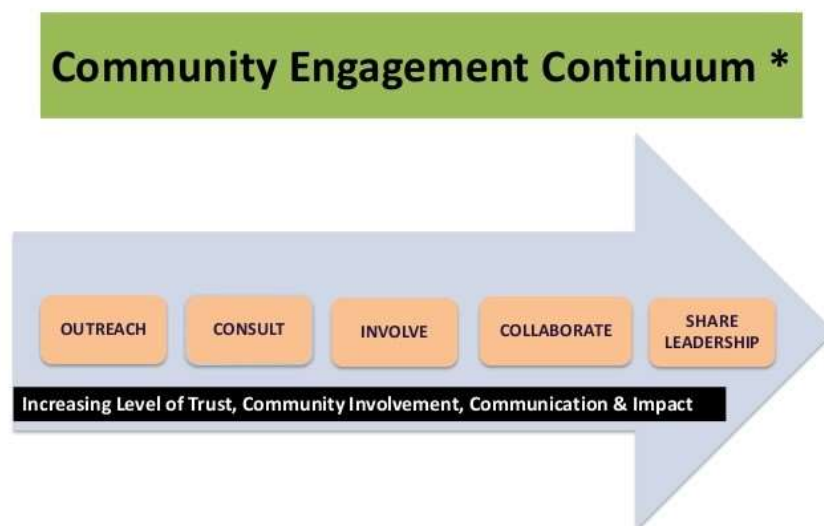 Community Engagement Continuum *
OUTREACH
CONSULT
INVOLVE
COLLABORATE
SHARE
LEADERSHIP
Increasing Level of Trust, Community Involvement, Communication & Impact